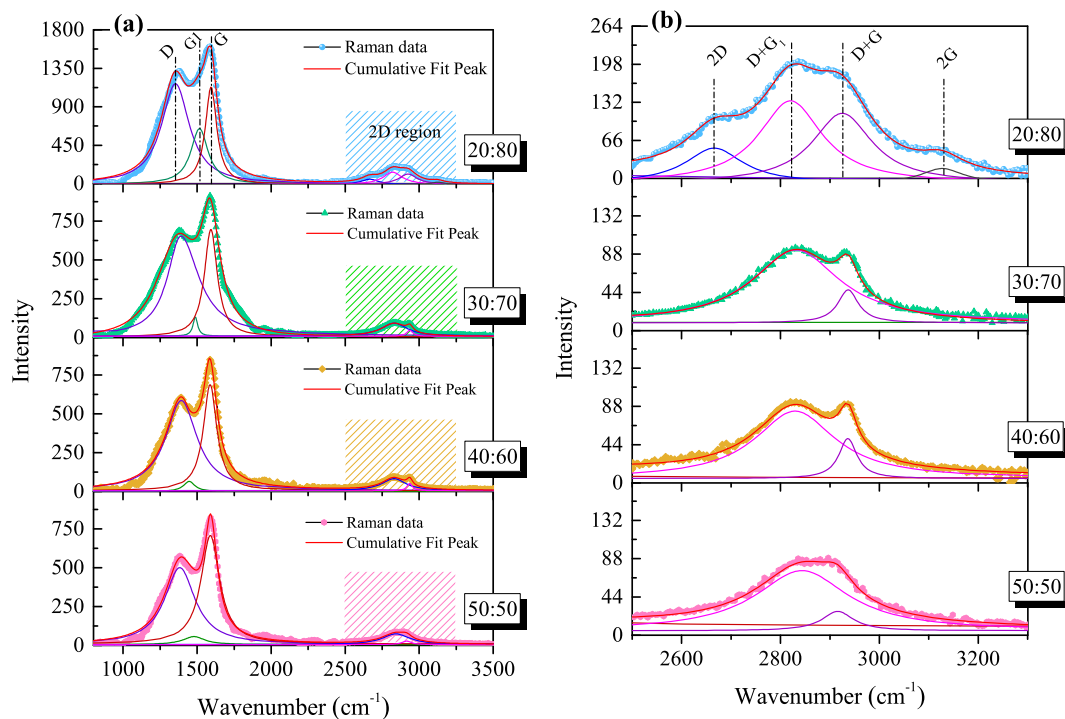 (a)
1800
1350
900
450
0
D
G1
G
Raman data
Cumulative Fit Peak
2D region
20:80
750
500
250
0
Raman data
Cumulative Fit Peak
30:70
750
500
250
0
Raman data
Cumulative Fit Peak
40:60
750
500
250
0
Raman data
Cumulative Fit Peak
50:50
Intensity
1000 1500 2000 2500 3000 3500
Wavenumber (cm⁻¹)
(b)
264
198
132
66
0
2D
D+G₁
D+G
2G
20:80
132
88
44
0
30:70
132
88
44
0
40:60
132
88
44
0
50:50
Intensity
2600 2800 3000 3200
Wavenumber (cm⁻¹)